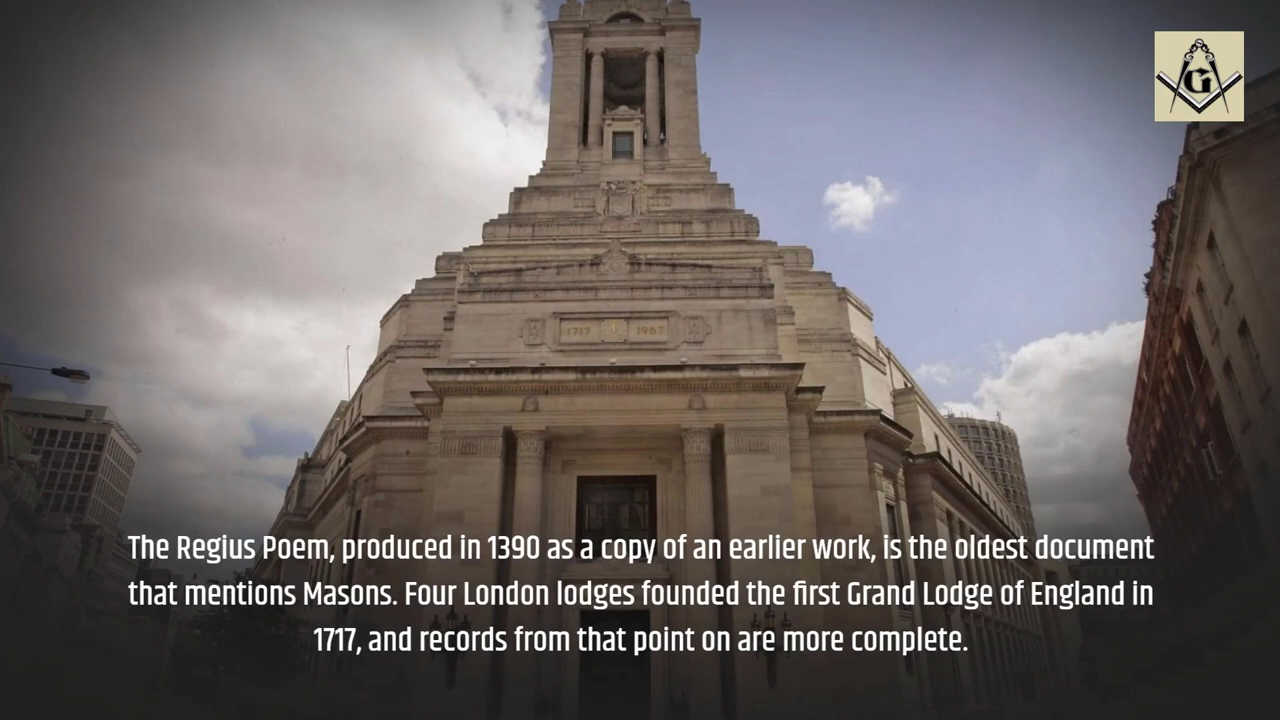 G
1717 1967
The Regius Poem, produced in 1390 as a copy of an earlier work, is the oldest document
that mentions Masons. Four London lodges founded the first Grand Lodge of England in
1717, and records from that point on are more complete.